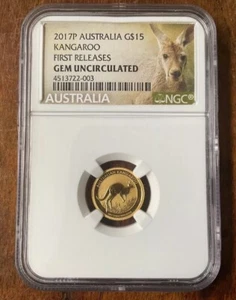 2017P AUSTRALIA G$15
KANGAROO
FIRST RELEASES
GEM UNCIRCULATED
4513722-003
AUSTRALIA
NGC